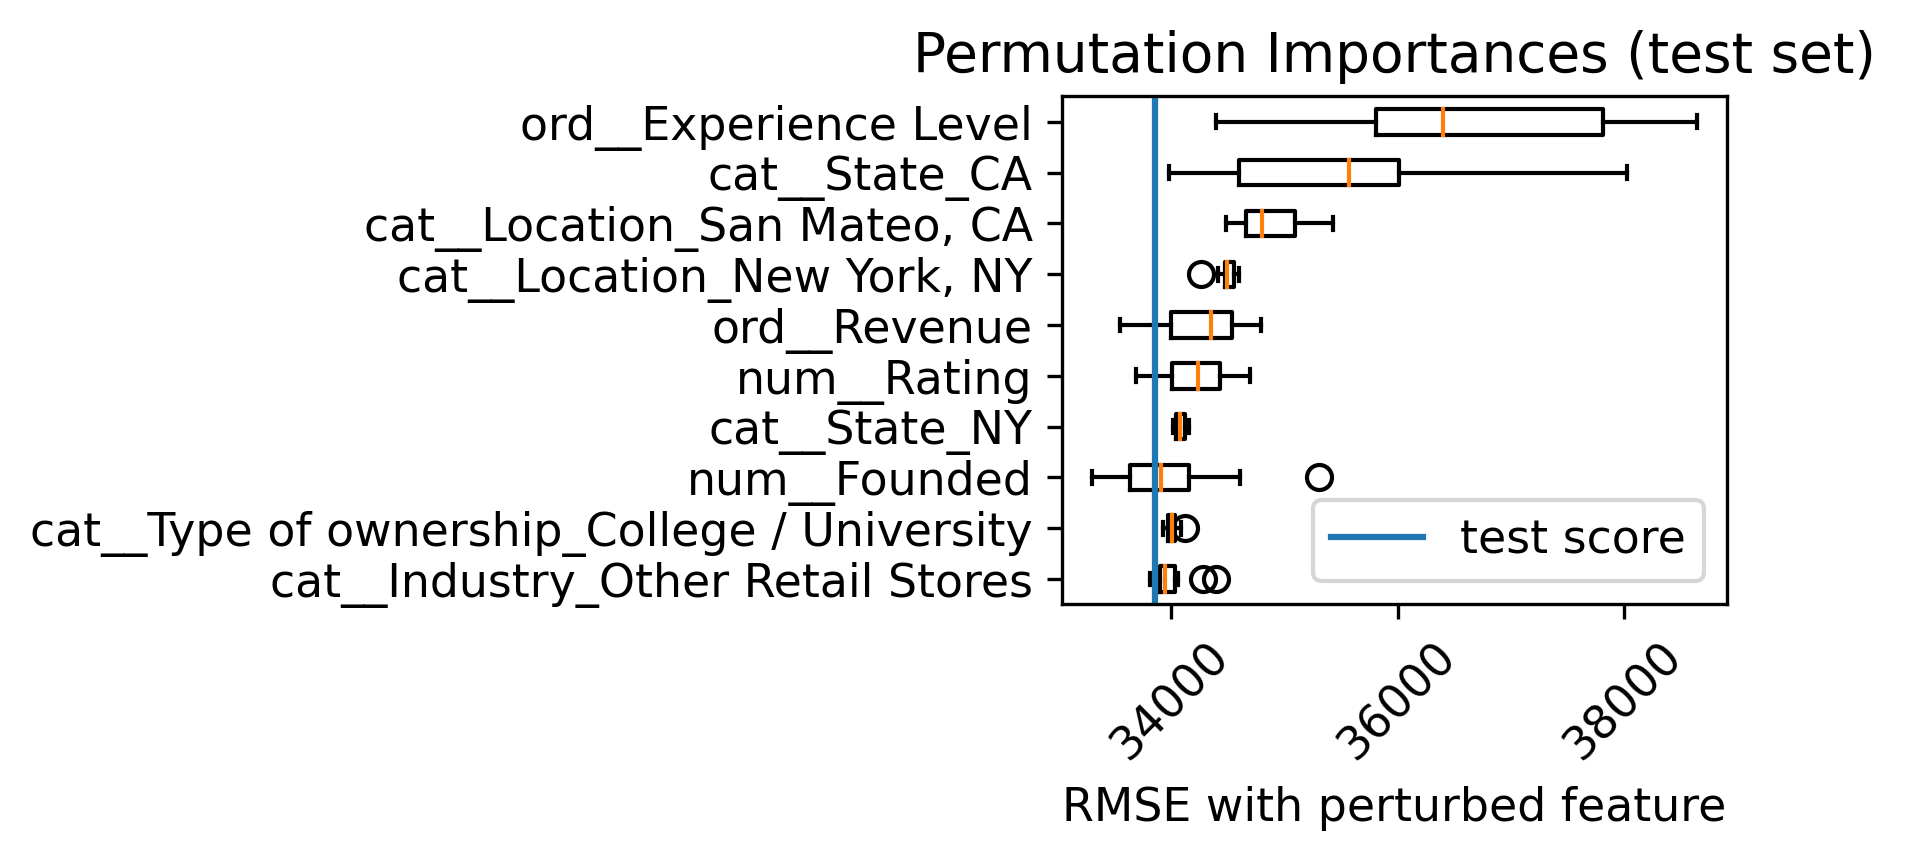 Permutation Importances (test set)
ord__Experience Level
cat__State_CA
cat__Location_San Mateo, CA
cat__Location_New York, NY
ord__Revenue
num__Rating
cat__State_NY
num__Founded
cat__Type of ownership_College / University
cat__Industry_Other Retail Stores
test score
34000
36000
38000
RMSE with perturbed feature